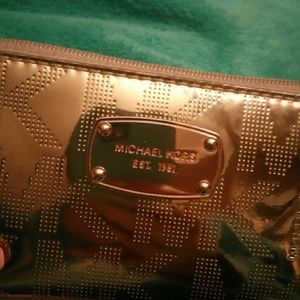 MICHAEL KORS
EST. 1981